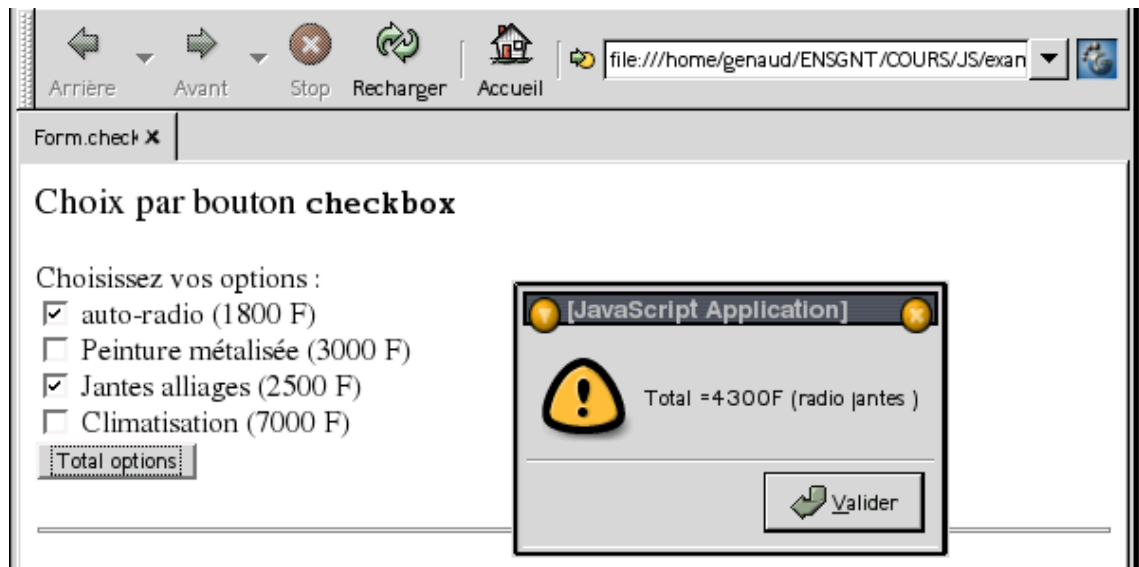 Arrière Avant Stop Recharger Accueil file:///home/genaud/ENSGNT/COURS/JS/exan
Form.check
Choix par bouton checkbox
Choisissez vos options :
auto-radio (1800 F)
Peinture métalisée (3000 F)
Jantes alliages (2500 F)
Climatisation (7000 F)
Total options
[JavaScript Application]
Total =4300F (radio jantes )
Valider